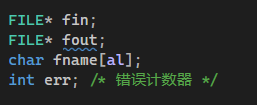 FILE* fin;
FILE* fout;
char fname[al];
int err; /* 错误计数器 */